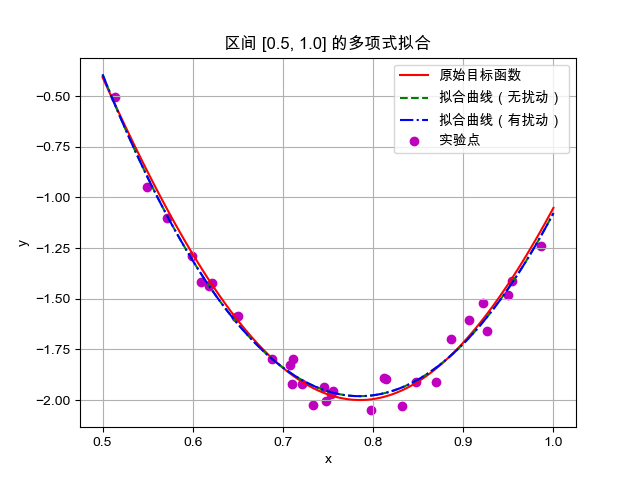 区间 [0.5, 1.0] 的多项式拟合
原始目标函数
拟合曲线（无扰动）
拟合曲线（有扰动）
实验点
−0.50
−0.75
−1.00
−1.25
−1.50
−1.75
−2.00
y
0.5 0.6 0.7 0.8 0.9 1.0
x